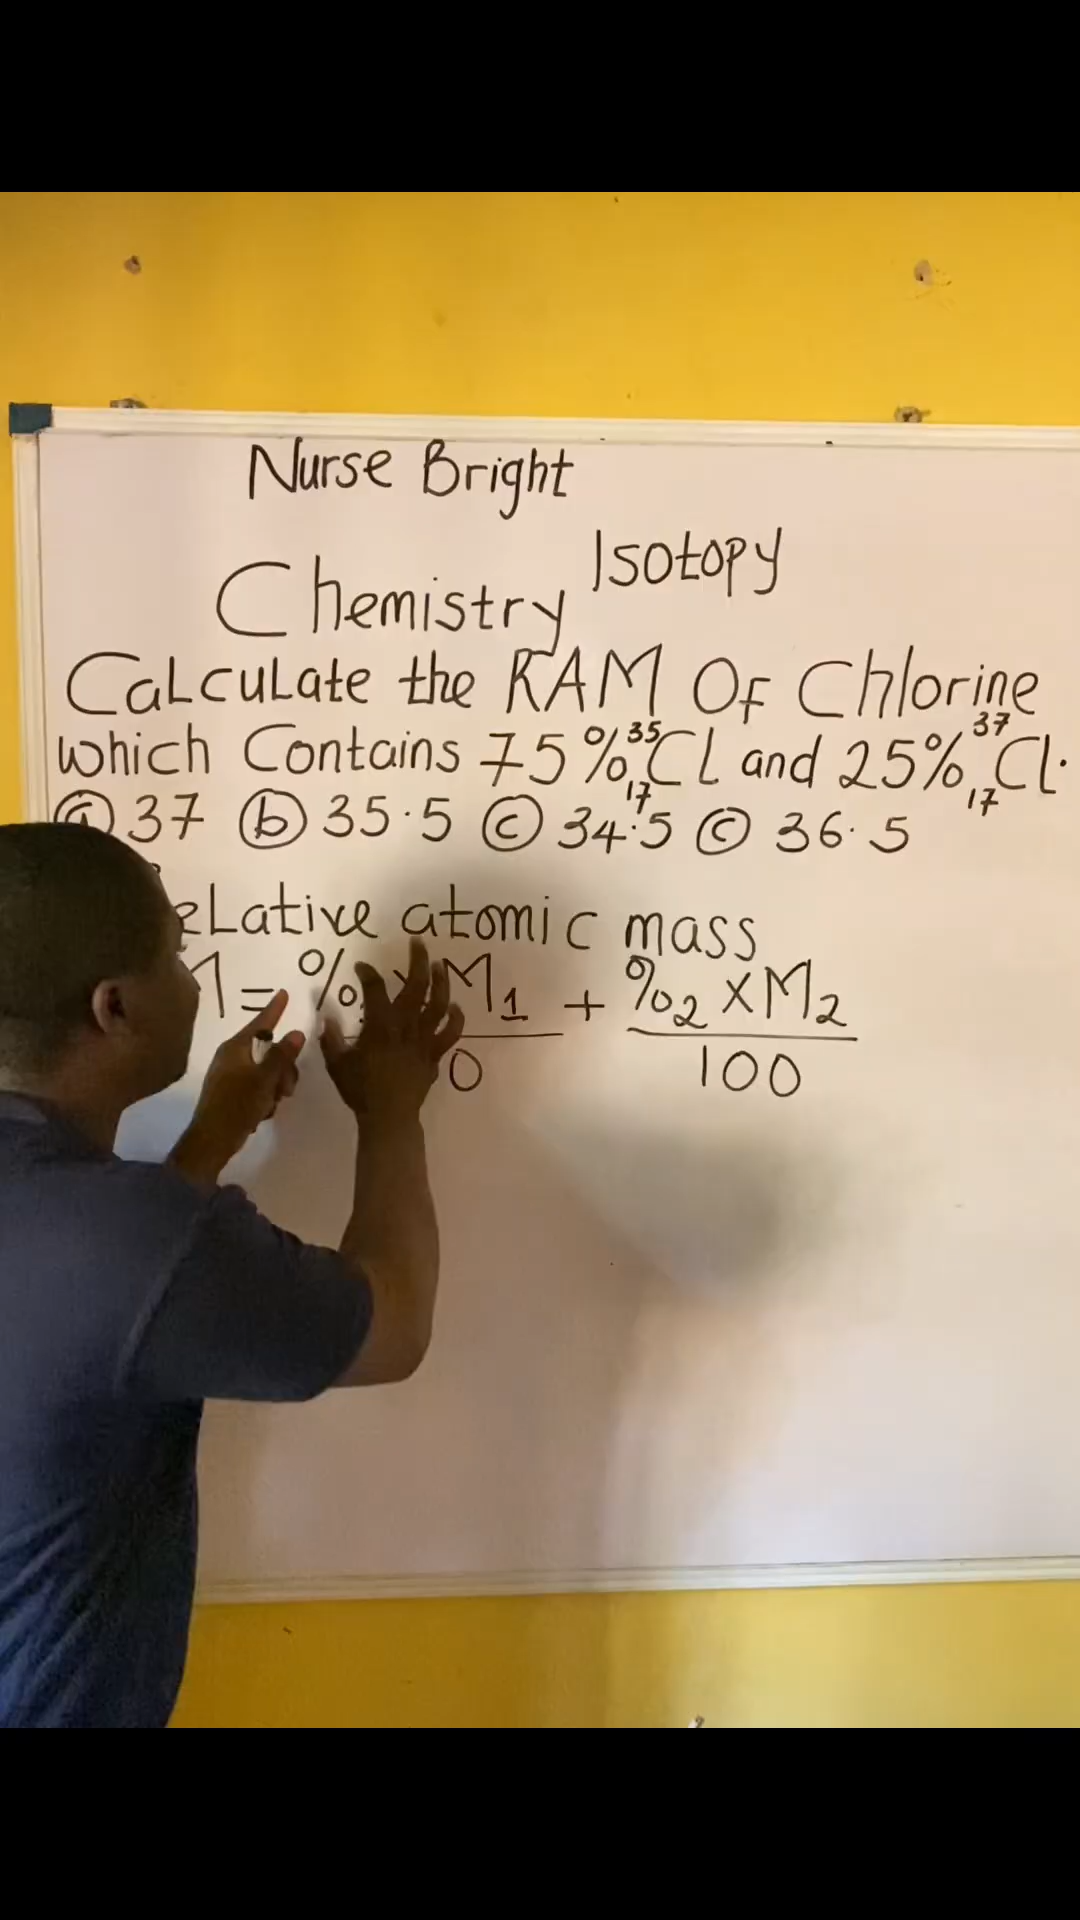 Nurse Bright
Isotopy
Chemistry
Calculate the RAM Of Chlorine
which Contains 75% ³⁵₁₇Cl and 25% ³⁷₁₇Cl.
(a) 37 (b) 35.5 (c) 34.5 (c) 36.5
atomic mass
= % M₁ + %₂ × M₂
100